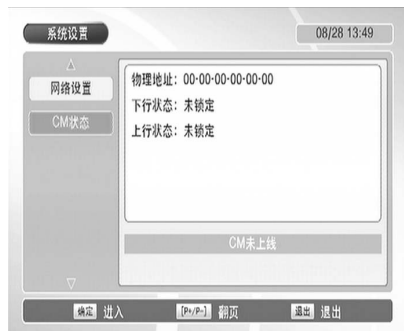 系统设置
08/28 13:49
网络设置
CM状态
物理地址：00-00-00-00-00-00
下行状态：未锁定
上行状态：未锁定
CM未上线
确定 进入 [P+/P-] 翻页 退出 退出